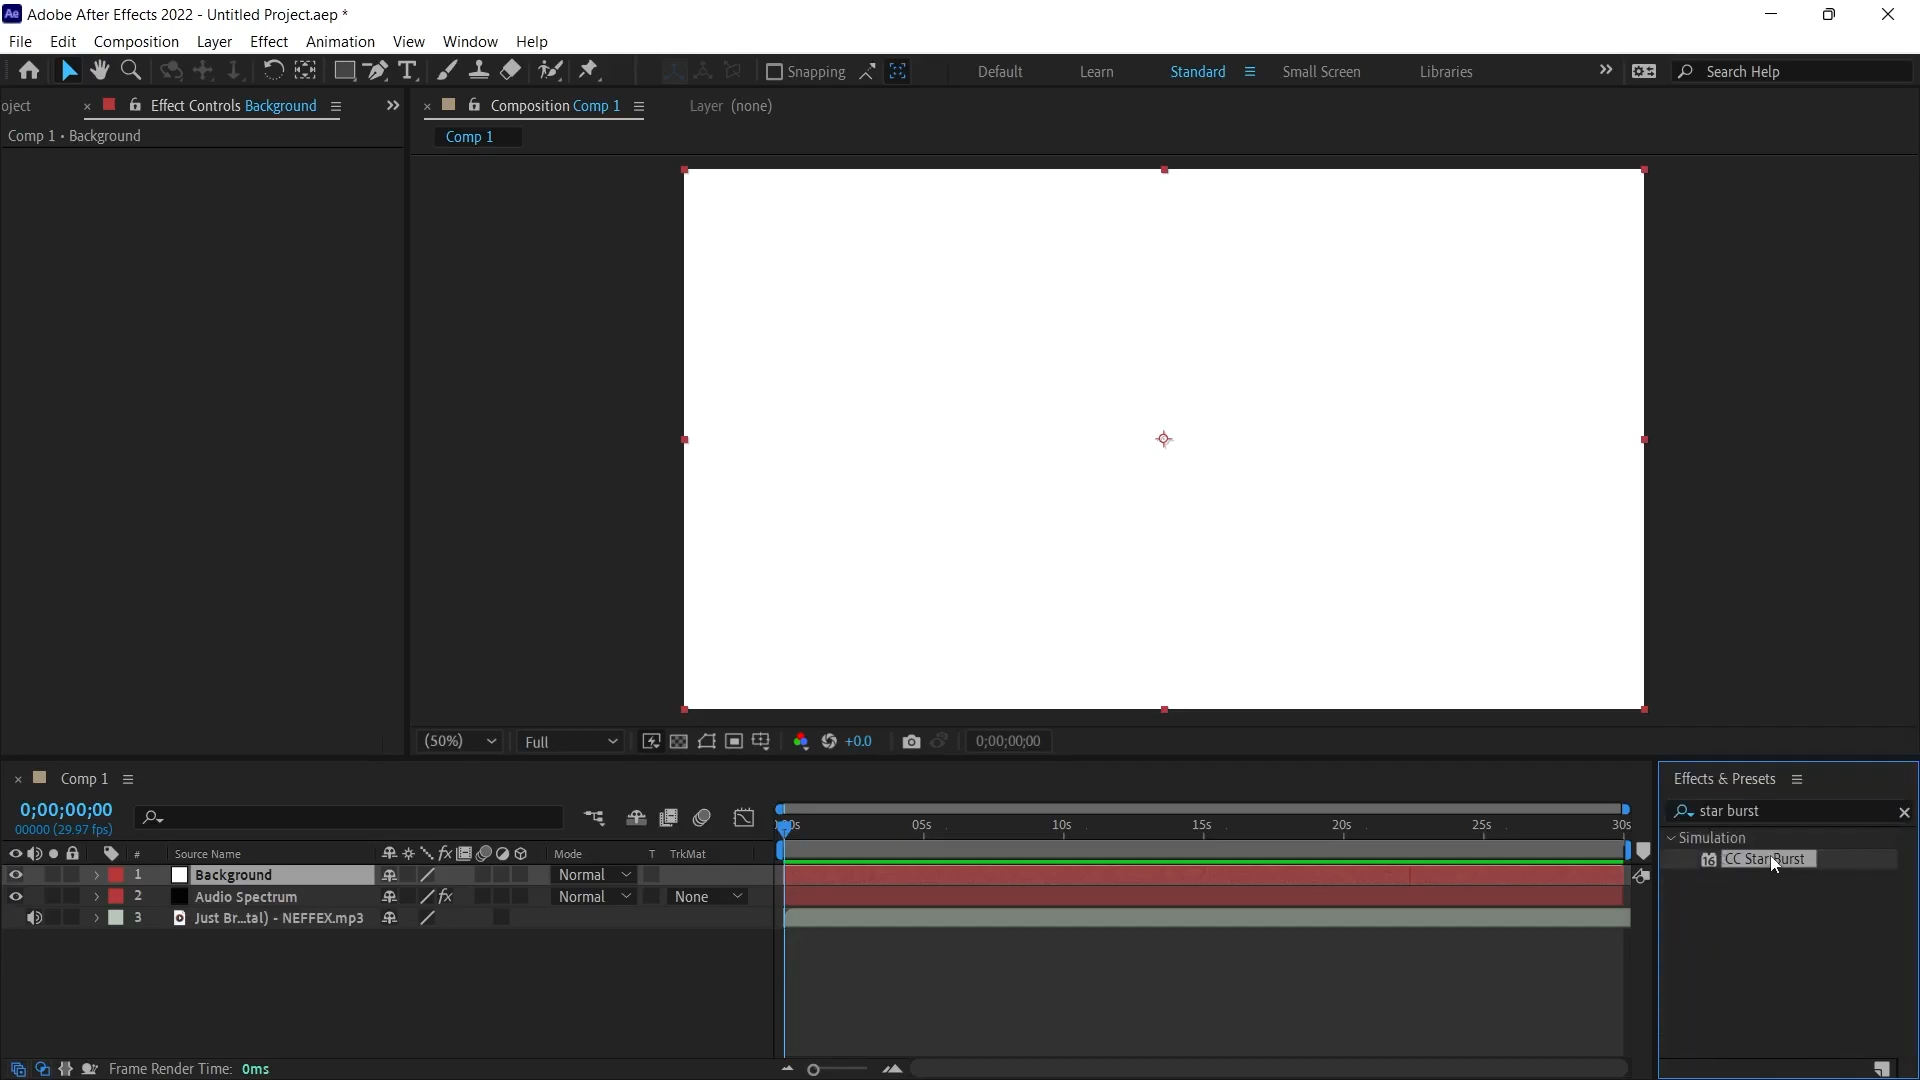 Ae Adobe After Effects 2022 - Untitled Project.aep *
File Edit Composition Layer Effect Animation View Window Help
Snapping Default Learn Standard Small Screen Libraries Search Help
oject × Effect Controls Background × Composition Comp 1 Layer (none)
Comp 1 • Background
Comp 1
(50%) Full +0.0 0;00;00;00
× Comp 1
Effects & Presets
0;00;00;00
00000 (29.97 fps)
star burst
05s 10s 15s 20s 25s 30s
Simulation
# Source Name fx Mode T TrkMat
16 CC Star Burst
1 Background Normal
2 Audio Spectrum fx Normal None
3 Just Br...tal) - NEFFEX.mp3
Frame Render Time: 0ms